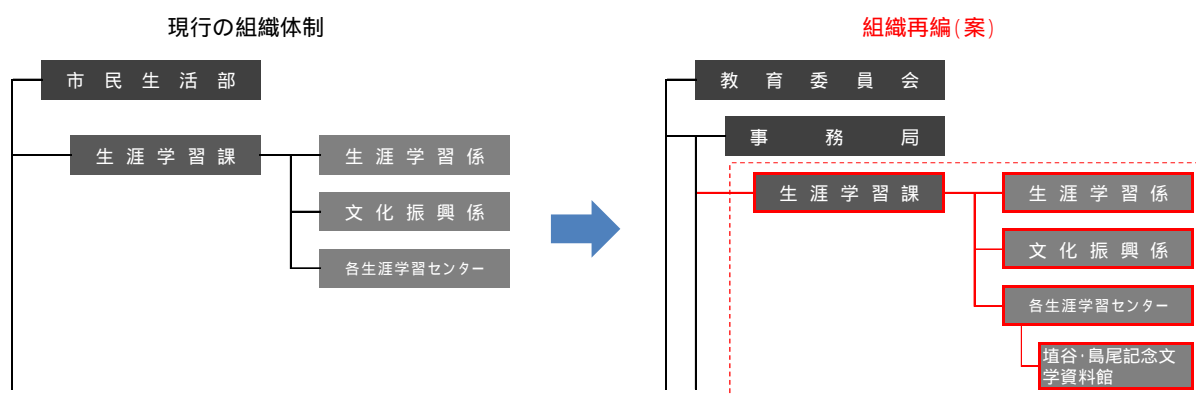 現行の組織体制
市民生活部
生涯学習課
生涯学習係
文化振興係
各生涯学習センター
組織再編(案)
教育委員会
事務局
生涯学習課
生涯学習係
文化振興係
各生涯学習センター
埴谷･島尾記念文
学資料館